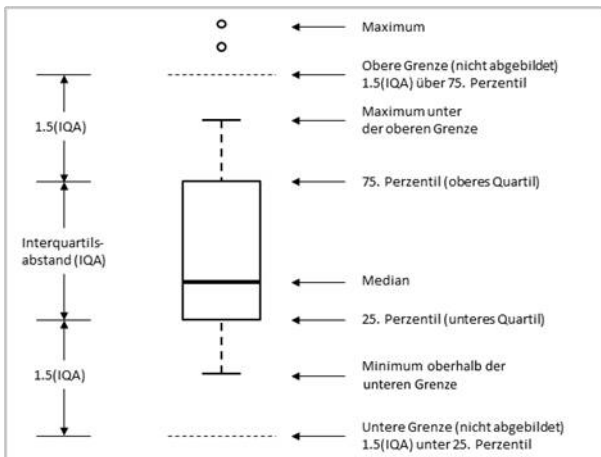 Maximum
Obere Grenze (nicht abgebildet)
1.5(IQA) über 75. Perzentil
1.5(IQA)
Maximum unter
der oberen Grenze
75. Perzentil (oberes Quartil)
Interquartils-
abstand (IQA)
Median
25. Perzentil (unteres Quartil)
1.5(IQA)
Minimum oberhalb der
unteren Grenze
Untere Grenze (nicht abgebildet)
1.5(IQA) unter 25. Perzentil